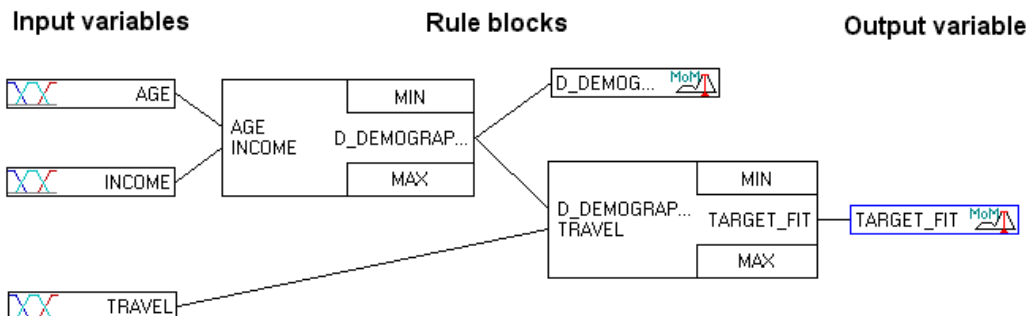 Input variables
Rule blocks
Output variable
AGE
INCOME
TRAVEL
AGE
INCOME
MIN
D_DEMOGRAP...
MAX
D_DEMOG... MoM
D_DEMOGRAP...
TRAVEL
MIN
TARGET_FIT
MAX
TARGET_FIT MoM